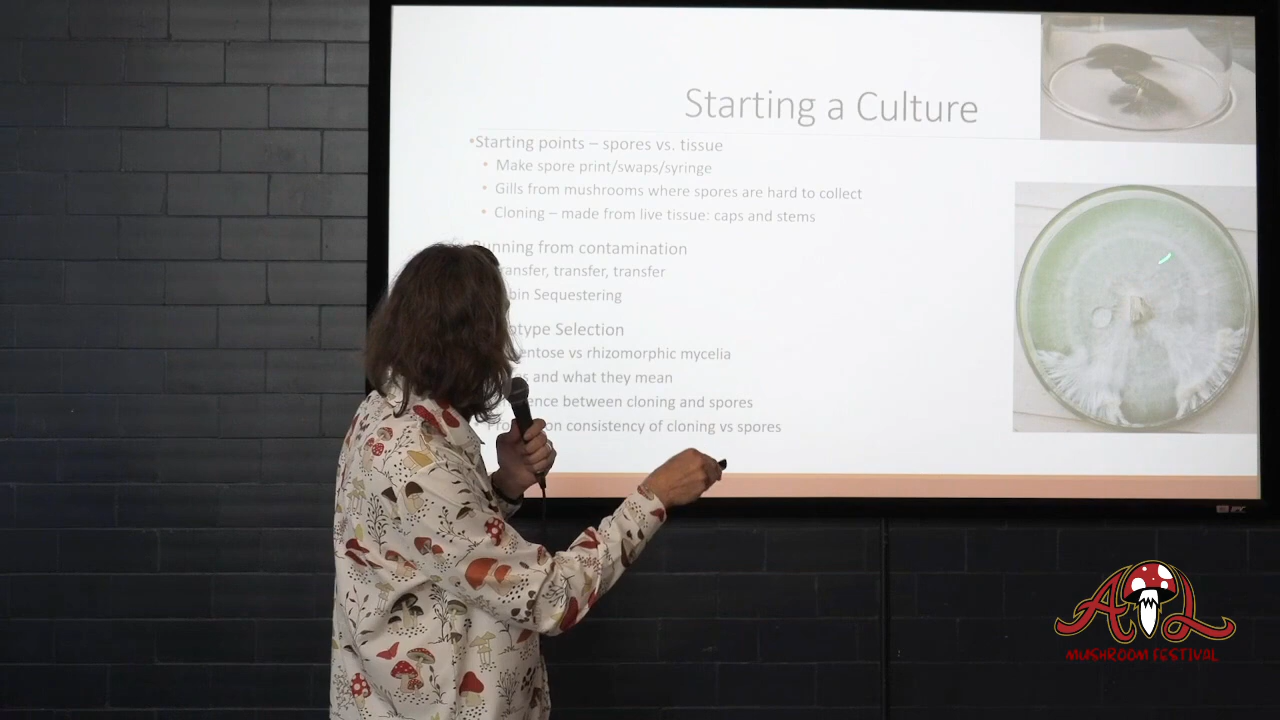 Starting a Culture
•Starting points – spores vs. tissue
• Make spore print/swaps/syringe
• Gills from mushrooms where spores are hard to collect
• Cloning – made from live tissue: caps and stems
Running from contamination
transfer, transfer, transfer
bin Sequestering
otype Selection
entose vs rhizomorphic mycelia
s and what they mean
ence between cloning and spores
Pro on consistency of cloning vs spores
AL
MUSHROOM FESTIVAL